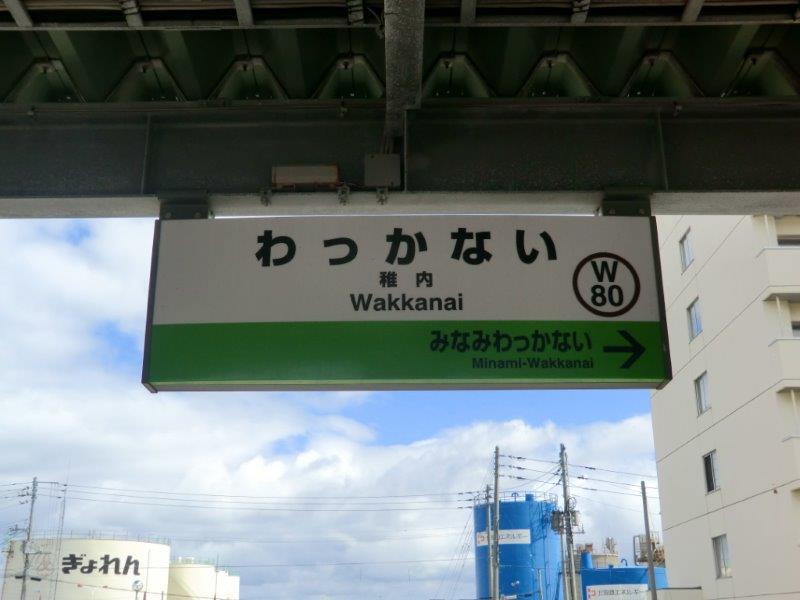 わっかない
稚内
Wakkanai
W
80
みなみわっかない →
Minami-Wakkanai
ぎょれん